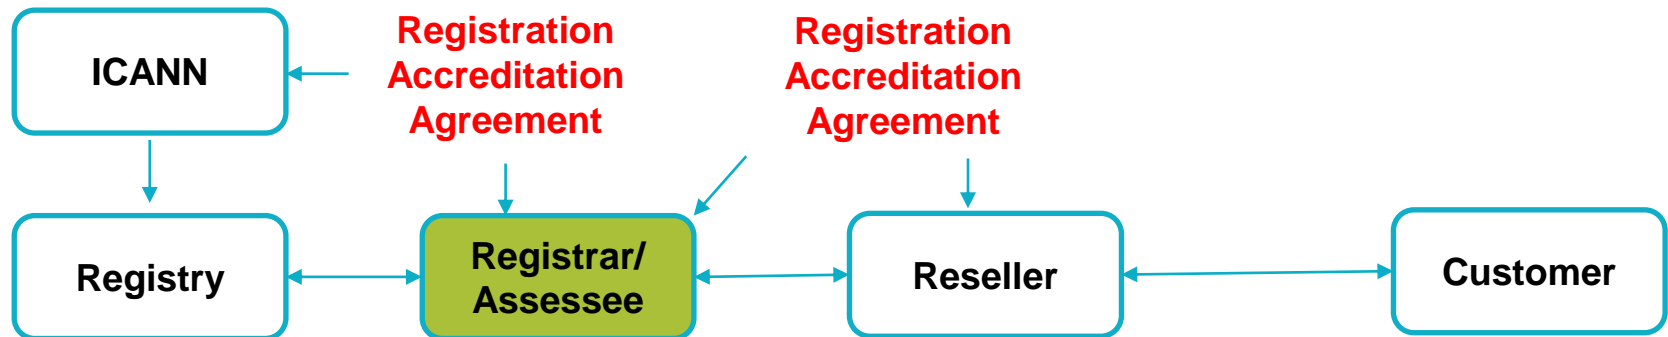 ICANN
Registration
Accreditation
Agreement
Registration
Accreditation
Agreement
Registry
Registrar/
Assessee
Reseller
Customer